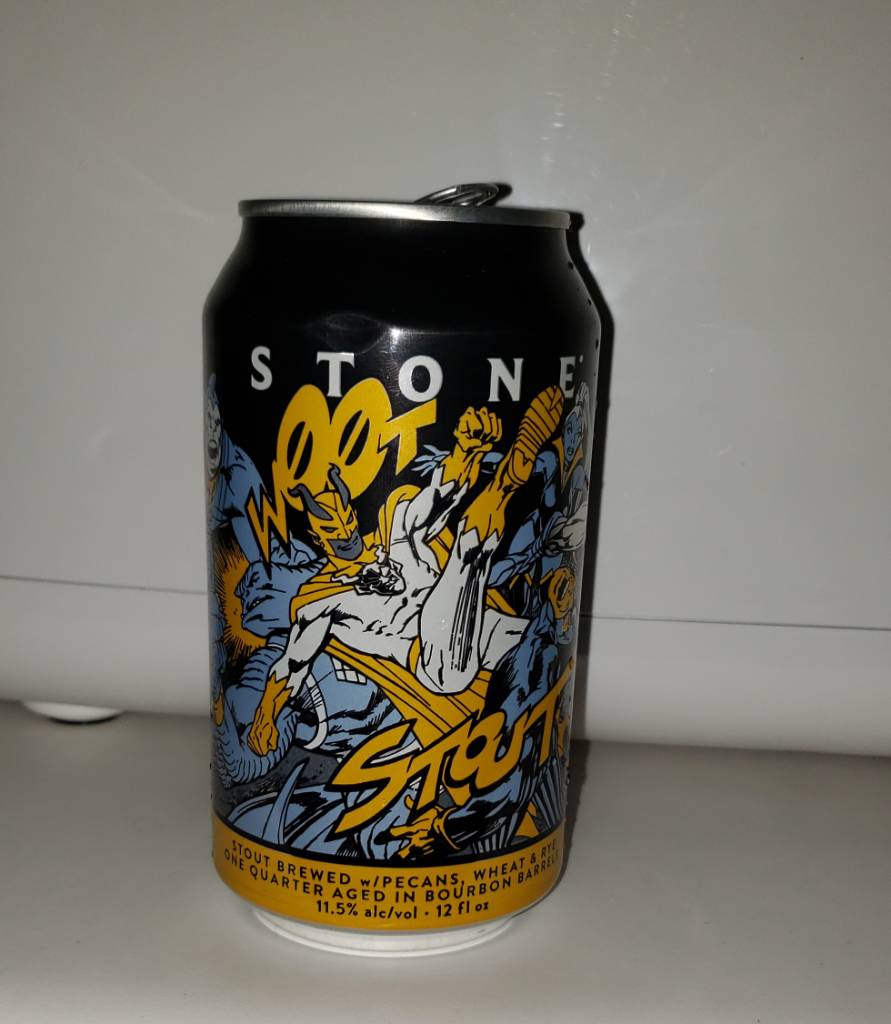 STONE
WOOT
STOUT
STOUT BREWED w/PECANS, WHEAT & RYE
ONE QUARTER AGED IN BOURBON BARRELS
11.5% alc/vol · 12 fl oz